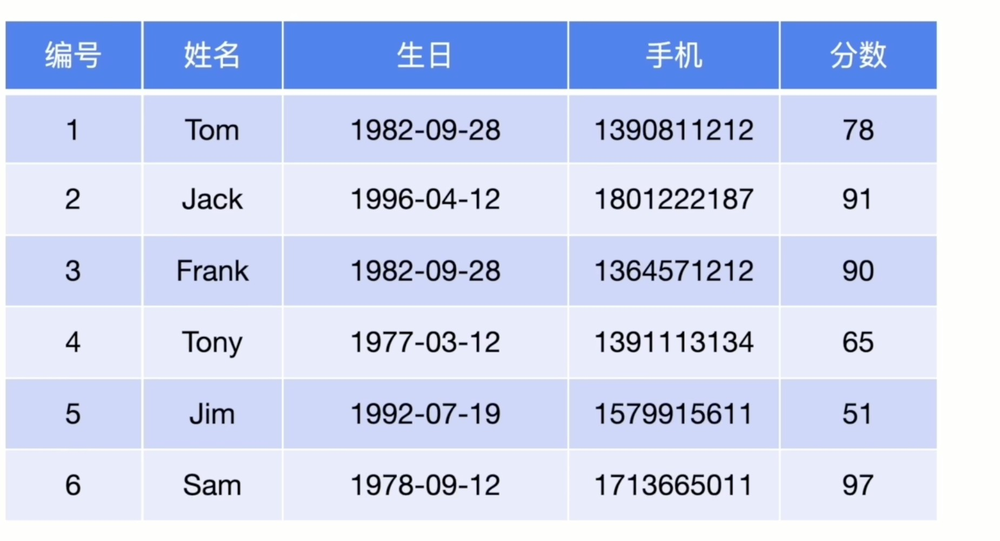 编号 姓名 生日 手机 分数
1 Tom 1982-09-28 1390811212 78
2 Jack 1996-04-12 1801222187 91
3 Frank 1982-09-28 1364571212 90
4 Tony 1977-03-12 1391113134 65
5 Jim 1992-07-19 1579915611 51
6 Sam 1978-09-12 1713665011 97